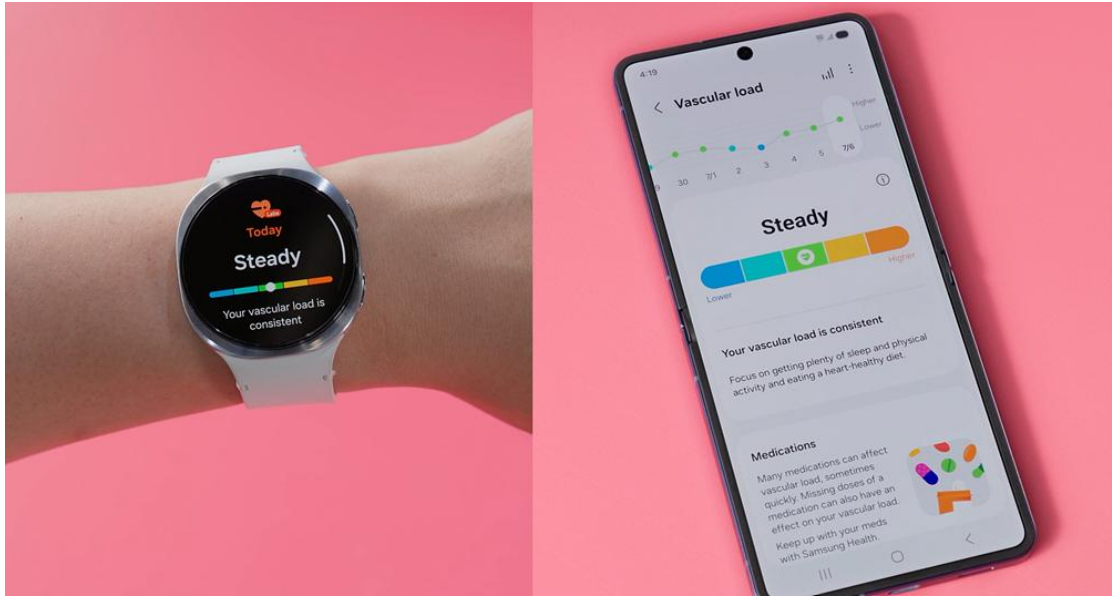 Labs
Today
Steady
Your vascular load is
consistent
4:19
Vascular load
Higher
Lower
9 30 7/1 2 3 4 5 7/6
Steady
Lower
Higher
Your vascular load is consistent
Focus on getting plenty of sleep and physical
activity and eating a heart-healthy diet.
Medications
Many medications can affect
vascular load, sometimes
quickly. Missing doses of a
medication can also have an
effect on your vascular load.
Keep up with your meds
with Samsung Health.